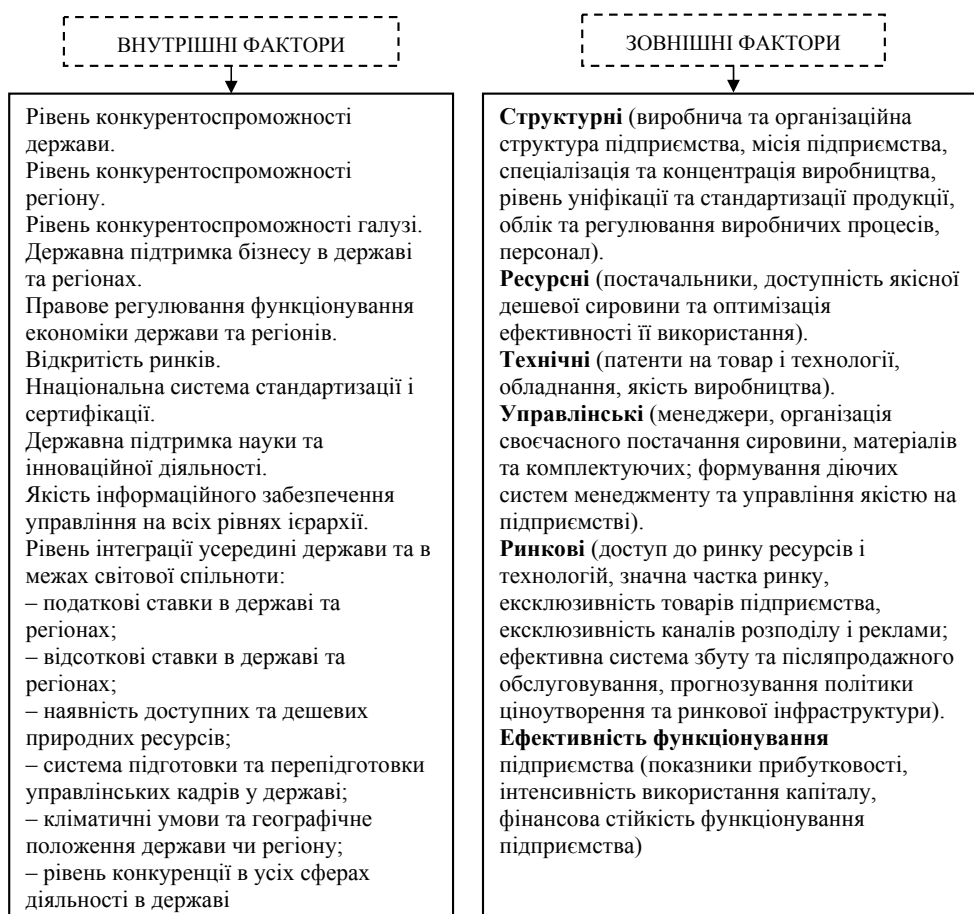 ВНУТРІШНІ ФАКТОРИ
Рівень конкурентоспроможності
держави.
Рівень конкурентоспроможності
регіону.
Рівень конкурентоспроможності галузі.
Державна підтримка бізнесу в державі
та регіонах.
Правове регулювання функціонування
економіки держави та регіонів.
Відкритість ринків.
Ннаціональна система стандартизації і
сертифікації.
Державна підтримка науки та
інноваційної діяльності.
Якість інформаційного забезпечення
управління на всіх рівнях ієрархії.
Рівень інтеграції усередині держави та в
межах світової спільноти:
– податкові ставки в державі та
регіонах;
– відсоткові ставки в державі та
регіонах;
– наявність доступних та дешевих
природних ресурсів;
– система підготовки та перепідготовки
управлінських кадрів у державі;
– кліматичні умови та географічне
положення держави чи регіону;
– рівень конкуренції в усіх сферах
діяльності в державі
ЗОВНІШНІ ФАКТОРИ
Структурні (виробнича та організаційна
структура підприємства, місія підприємства,
спеціалізація та концентрація виробництва,
рівень уніфікації та стандартизації продукції,
облік та регулювання виробничих процесів,
персонал).
Ресурсні (постачальники, доступність якісної
дешевої сировини та оптимізація
ефективності її використання).
Технічні (патенти на товар і технології,
обладнання, якість виробництва).
Управлінські (менеджери, організація
своєчасного постачання сировини, матеріалів
та комплектуючих; формування діючих
систем менеджменту та управління якістю на
підприємстві).
Ринкові (доступ до ринку ресурсів і
технологій, значна частка ринку,
ексклюзивність товарів підприємства,
ексклюзивність каналів розподілу і реклами;
ефективна система збуту та післяпродажного
обслуговування, прогнозування політики
ціноутворення та ринкової інфраструктури).
Ефективність функціонування
підприємства (показники прибутковості,
інтенсивність використання капіталу,
фінансова стійкість функціонування
підприємства)